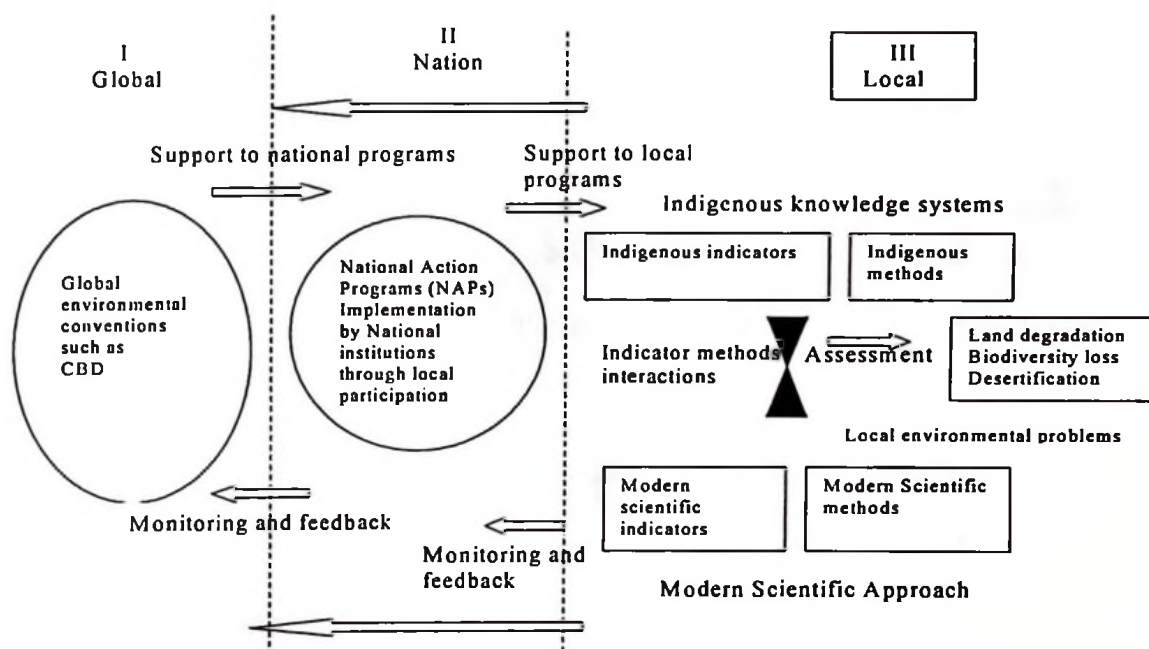 I
Global
II
Nation
III
Local
Support to national programs
Support to local
programs
Global
environmental
conventions
such as
CBD
National Action
Programs (NAPs)
Implementation
by National
institutions
through local
participation
Indigenous knowledge systems
Indigenous indicators
Indigenous
methods
Indicator methods
interactions
Assessment
Land degradation
Biodiversity loss
Desertification
Local environmental problems
Modern
scientific
indicators
Modern Scientific
methods
Monitoring and feedback
Monitoring and
feedback
Modern Scientific Approach